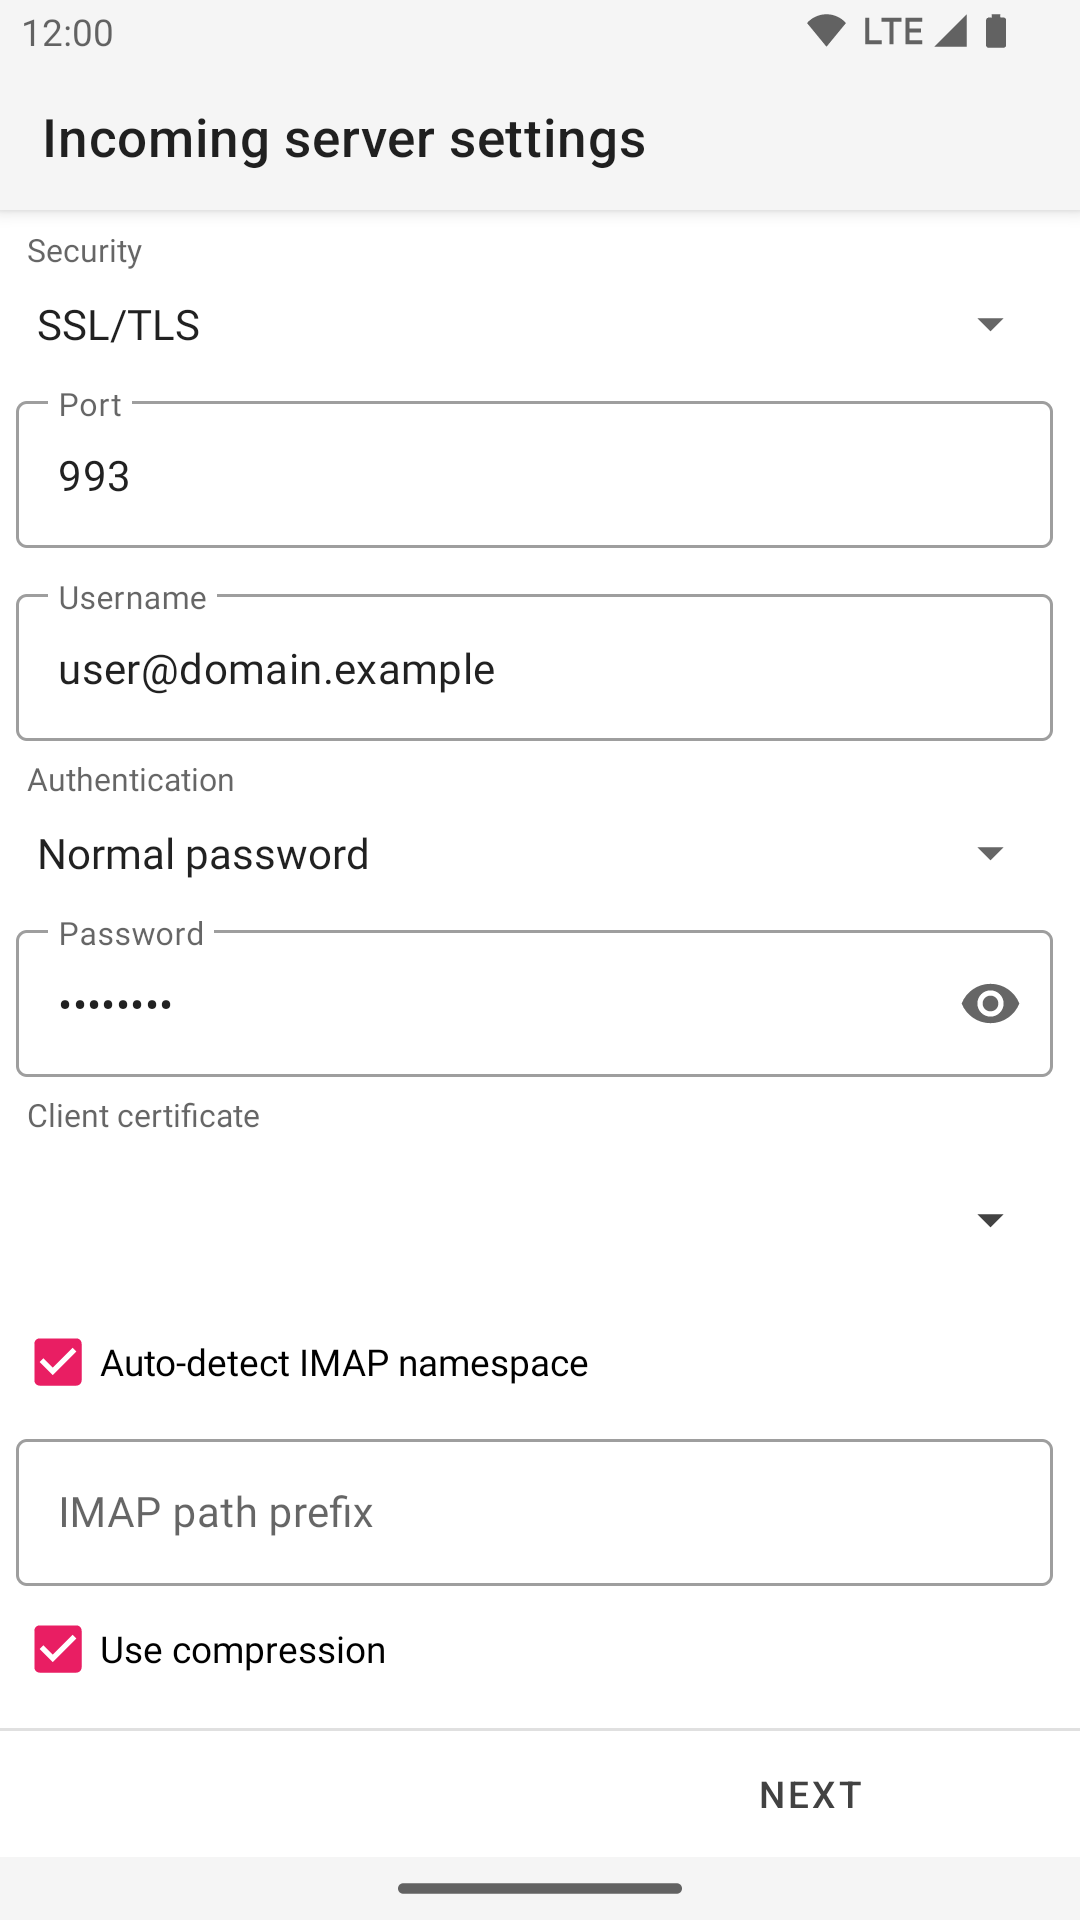 12:00 LTE
Incoming server settings
Security
SSL/TLS
Port
993
Username
user@domain.example
Authentication
Normal password
Password
••••••••
Client certificate
Auto-detect IMAP namespace
IMAP path prefix
Use compression
NEXT